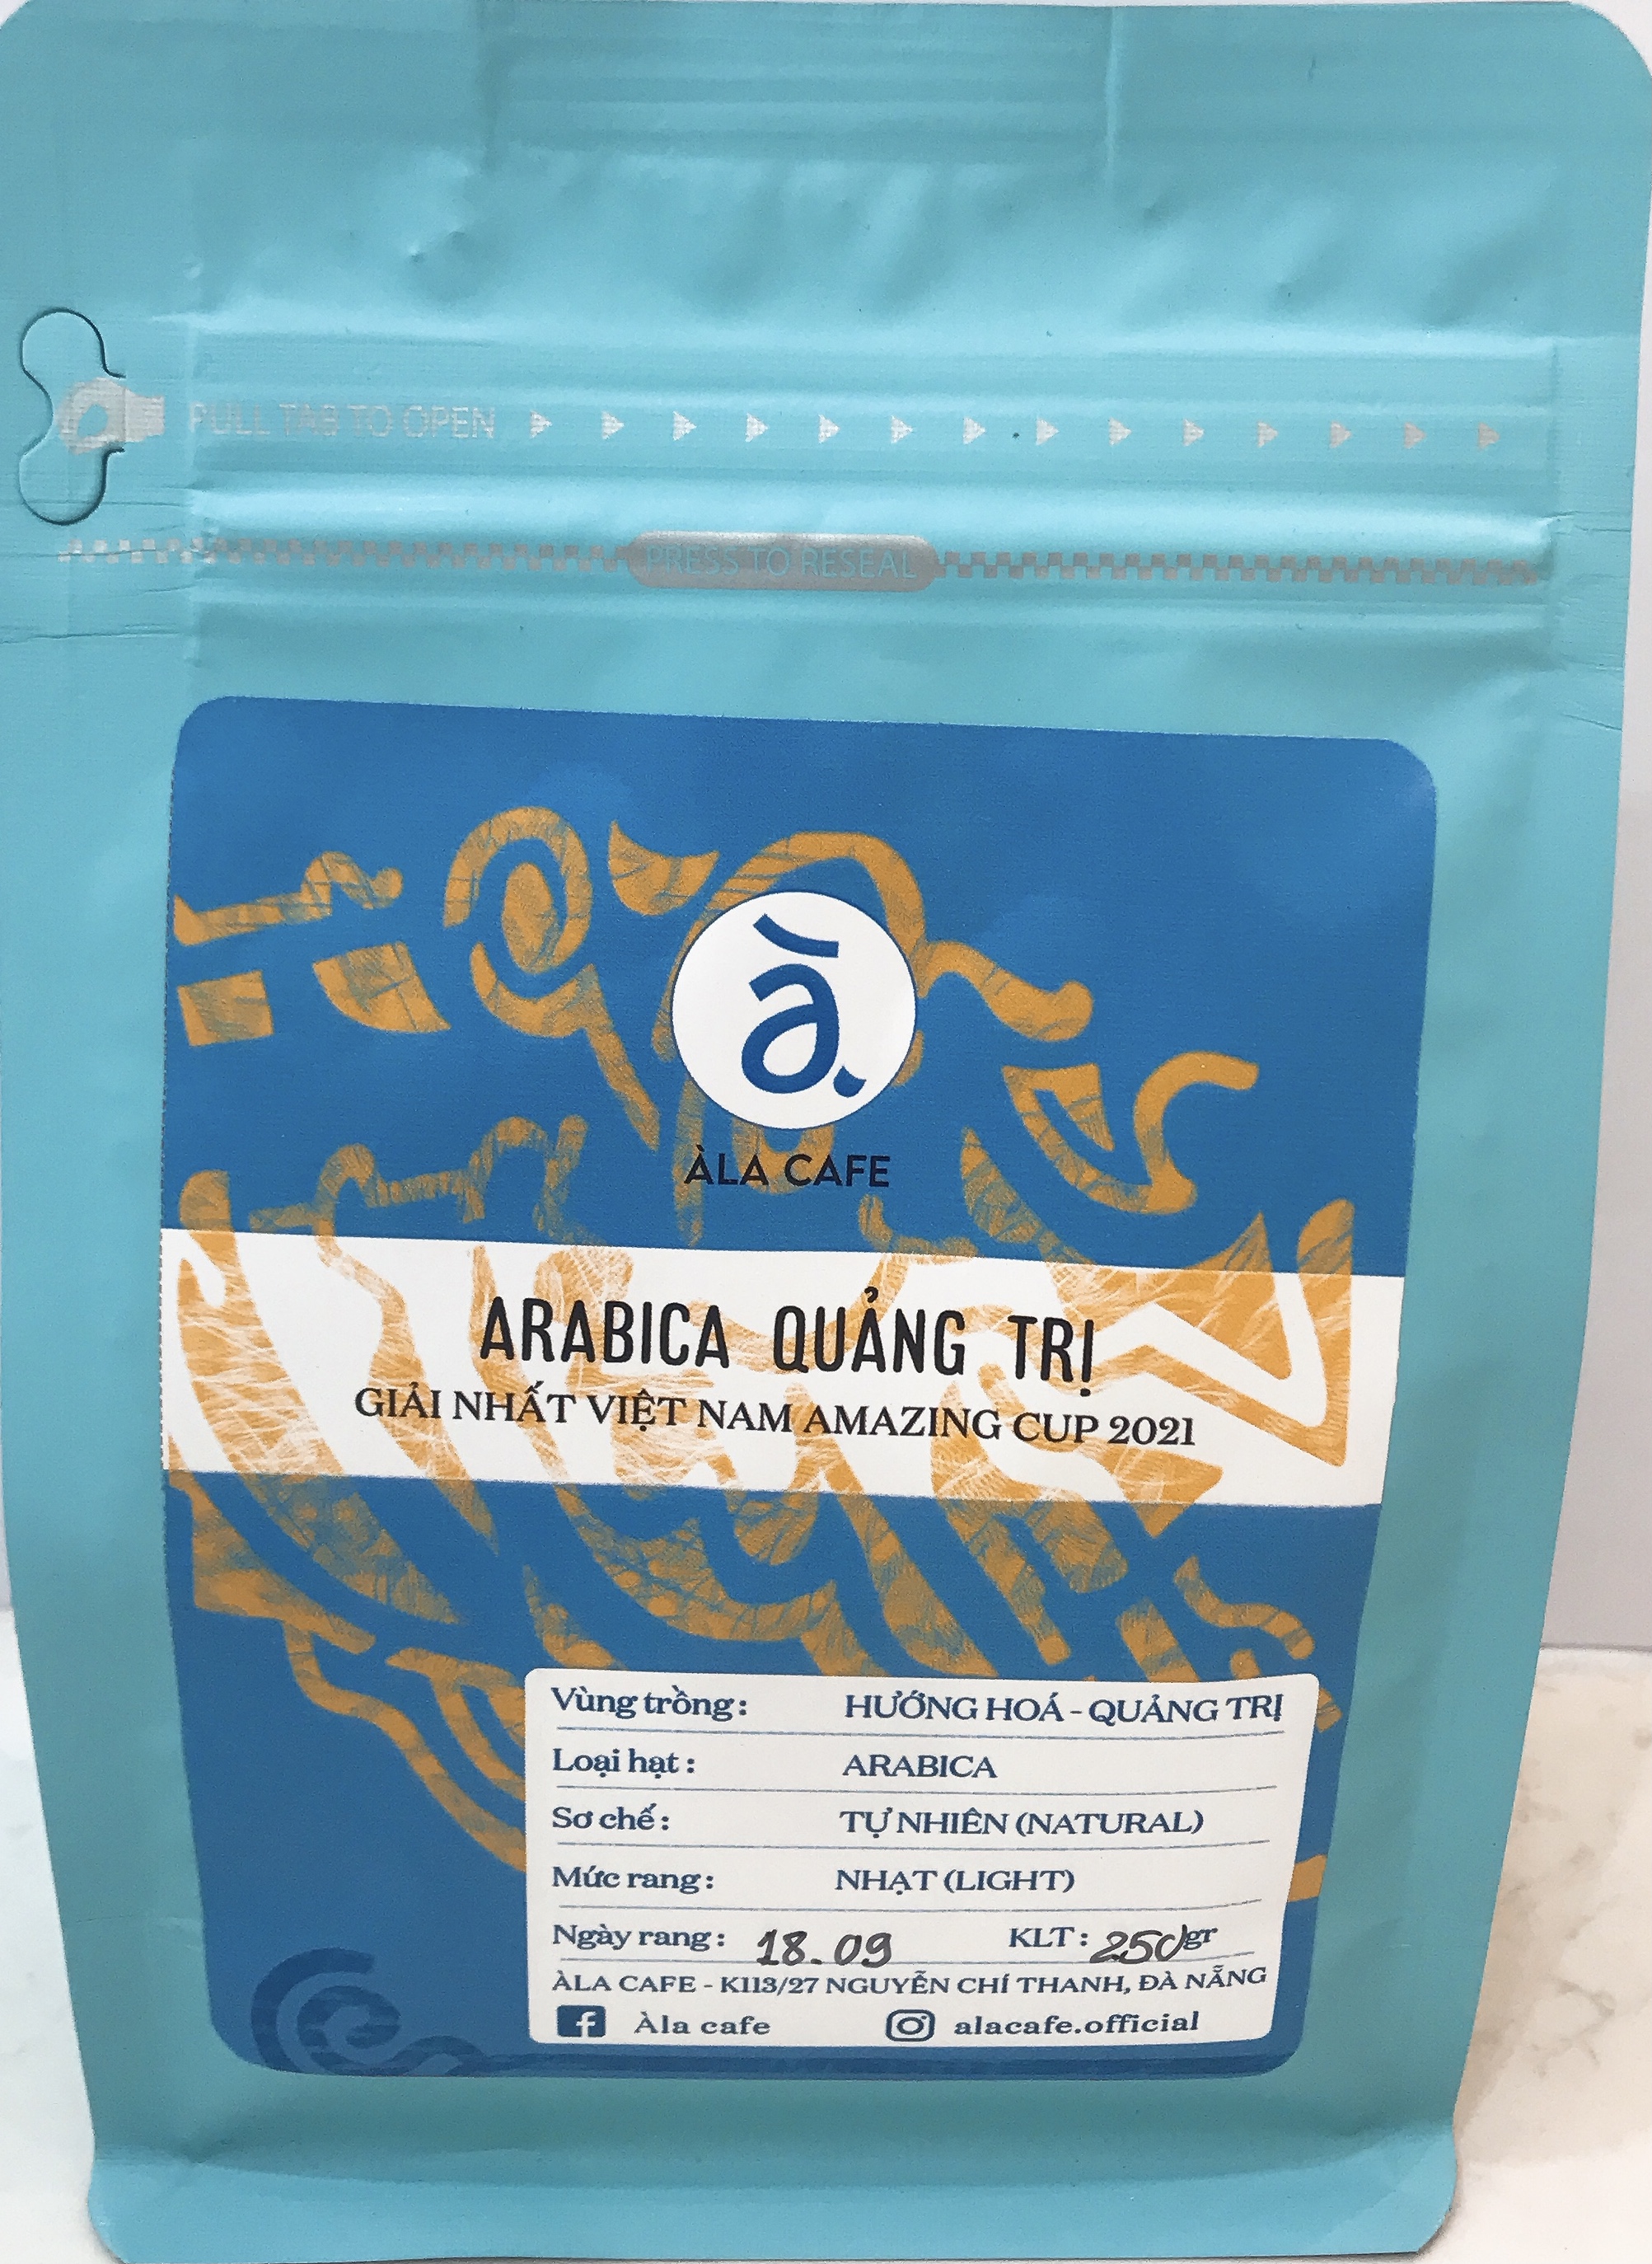 PULL TAB TO OPEN
PRESS TO RESEAL
à
ÀLA CAFE
ARABICA QUẢNG TRỊ
GIẢI NHẤT VIỆT NAM AMAZING CUP 2021
Vùng trồng: HƯỚNG HOÁ - QUẢNG TRỊ
Loại hạt: ARABICA
Sơ chế: TỰ NHIÊN (NATURAL)
Mức rang: NHẠT (LIGHT)
Ngày rang: 18.09 KLT: 250gr
ÀLA CAFE - K113/27 NGUYỄN CHÍ THANH, ĐÀ NẴNG
Àla cafe alacafe.official